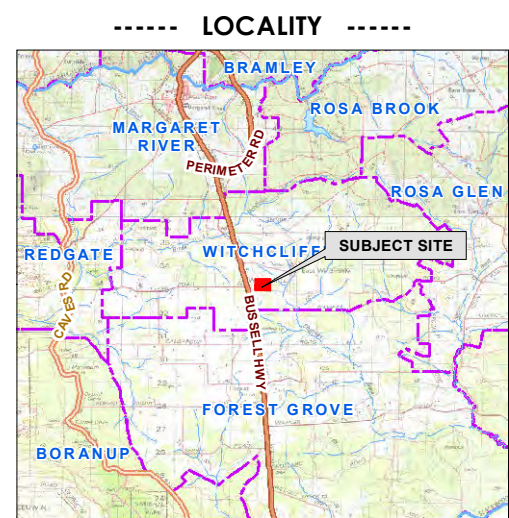 ------ LOCALITY ------
BRAMLEY
ROSA BROOK
MARGARET
RIVER
PERIMETER RD
ROSA GLEN
REDGATE
WITCHCLIFFE
SUBJECT SITE
CAVES RD
BUSSELL HWY
FOREST GROVE
BORANUP